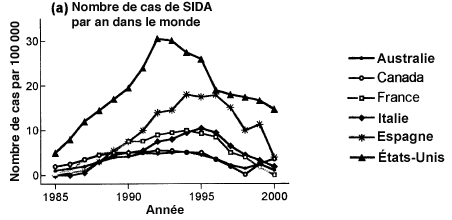 (a) Nombre de cas de SIDA
par an dans le monde
Nombre de cas par 100 000
30
20
10
0
1985
1990
1995
2000
Année
Australie
Canada
France
Italie
Espagne
États-Unis